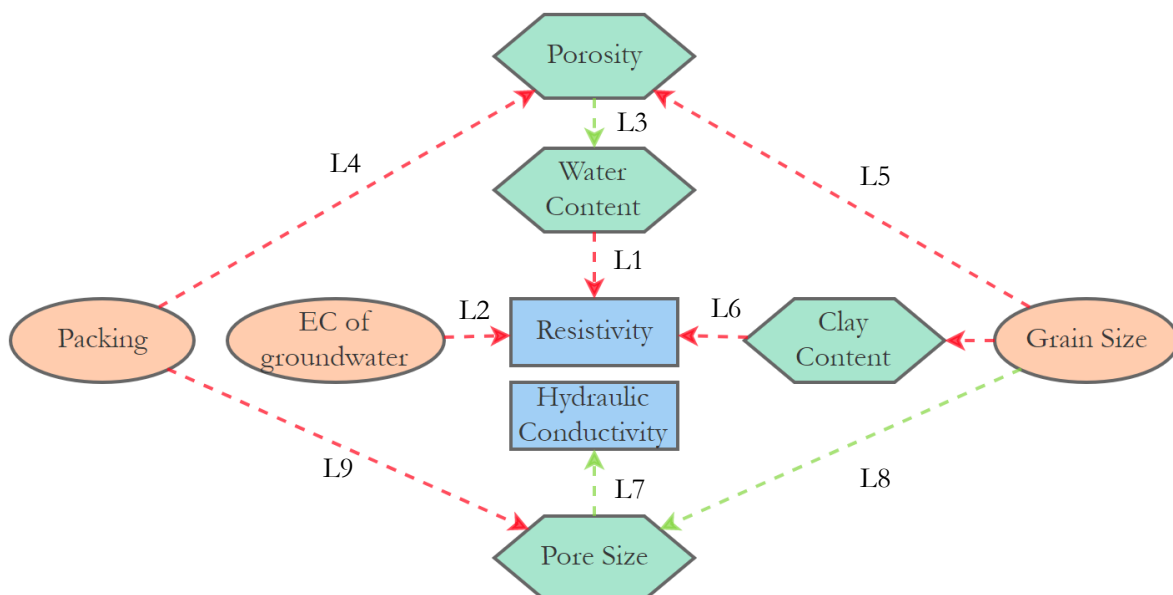 Porosity
L3
L4
Water
Content
L5
L1
Packing
EC of
groundwater
L2
Resistivity
L6
Clay
Content
Grain Size
Hydraulic
Conductivity
L9
L7
L8
Pore Size